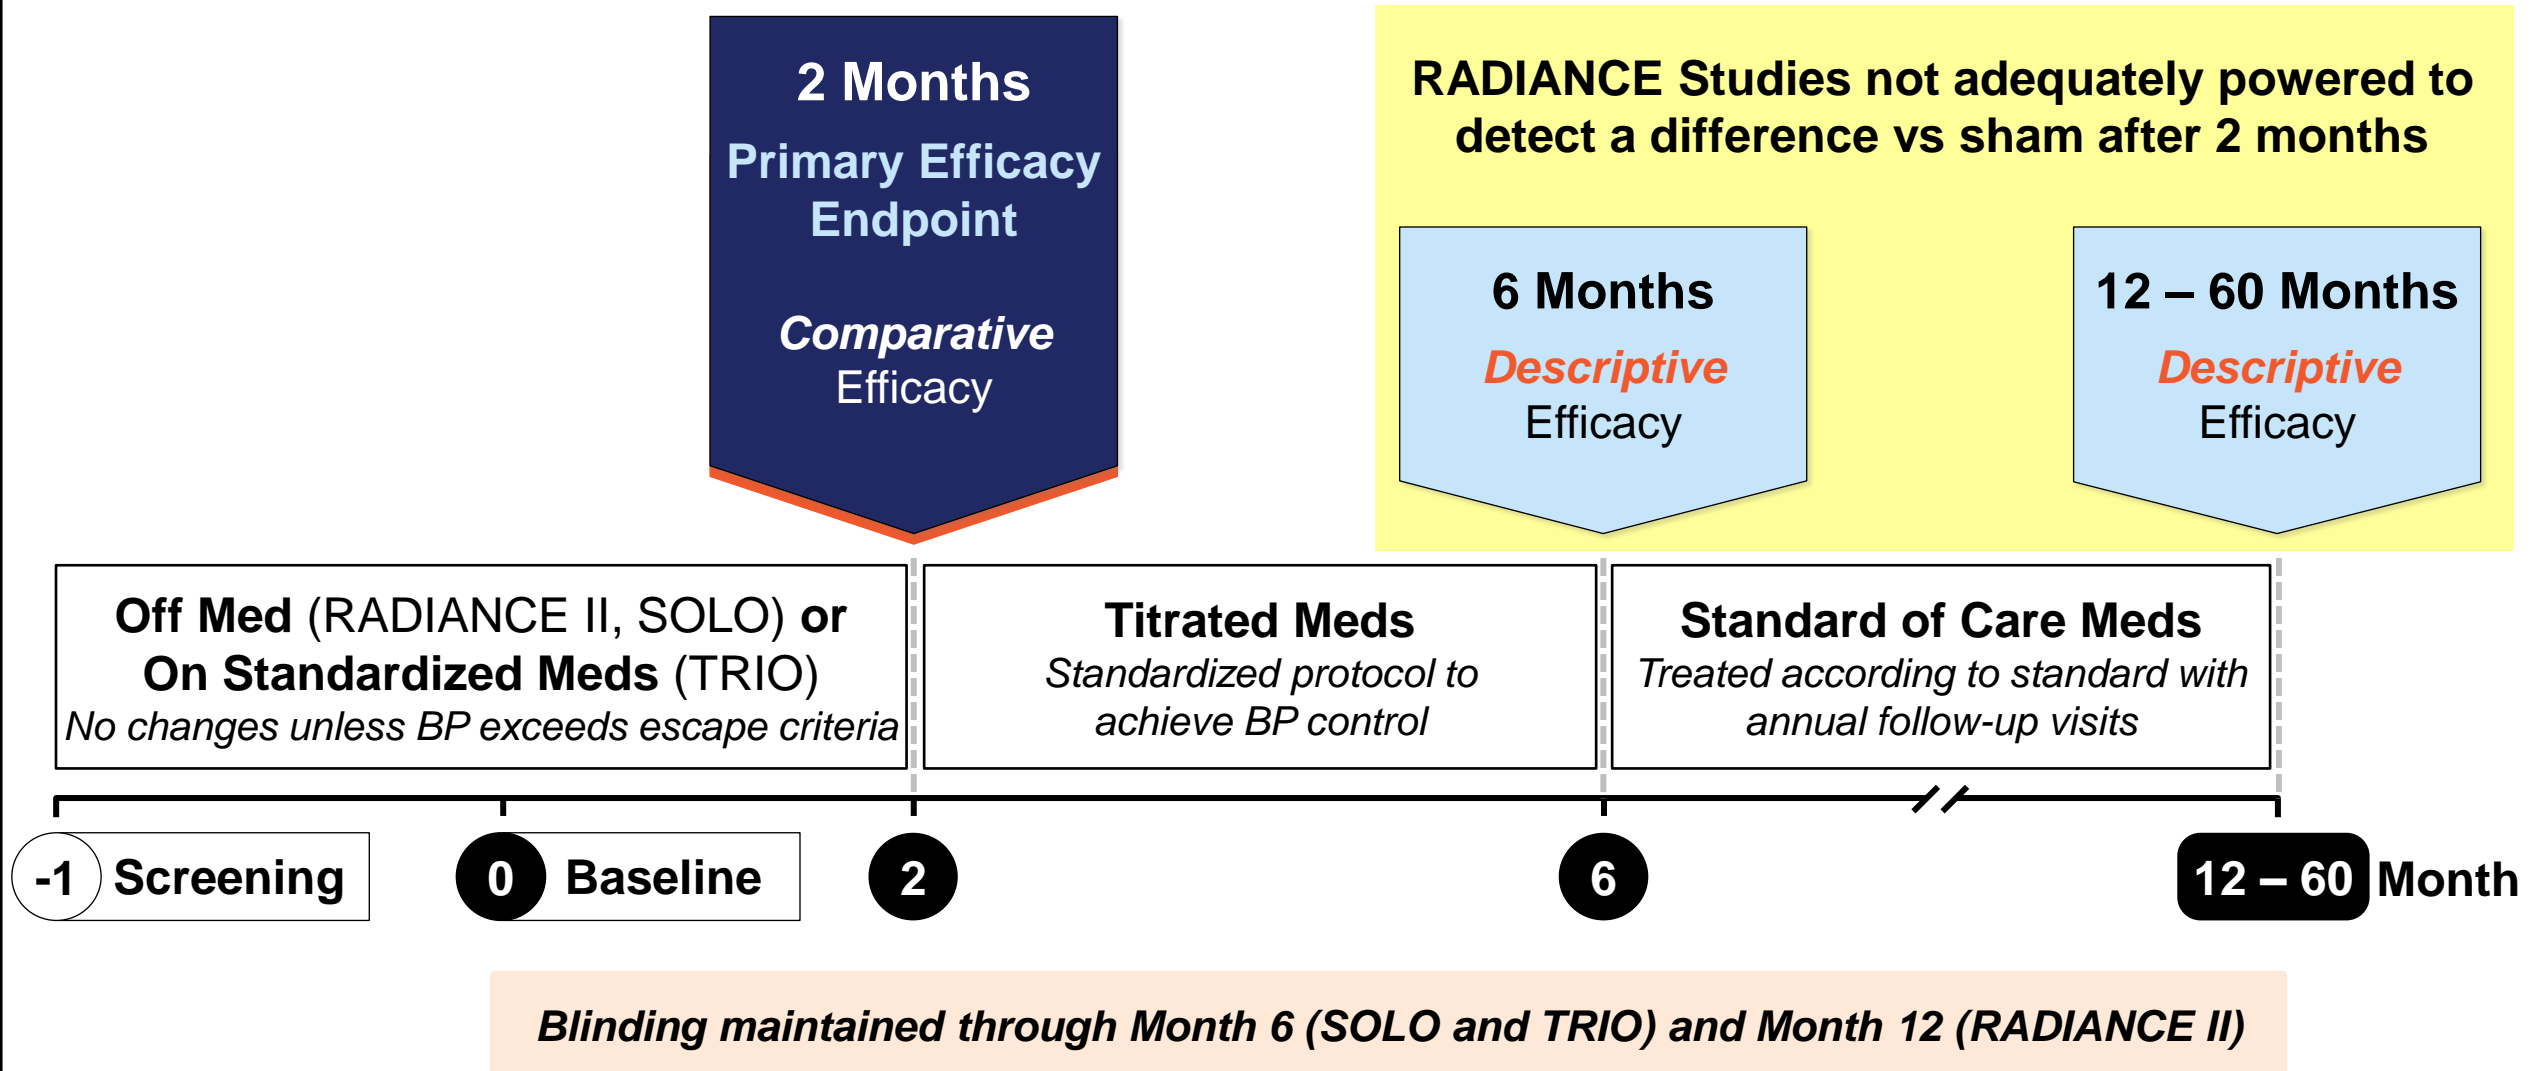 2 Months
Primary Efficacy
Endpoint
Comparative
Efficacy
RADIANCE Studies not adequately powered to
detect a difference vs sham after 2 months
6 Months
Descriptive
Efficacy
12 – 60 Months
Descriptive
Efficacy
Off Med (RADIANCE II, SOLO) or
On Standardized Meds (TRIO)
No changes unless BP exceeds escape criteria
Titrated Meds
Standardized protocol to
achieve BP control
Standard of Care Meds
Treated according to standard with
annual follow-up visits
-1 Screening
0 Baseline
2
6
12 – 60 Month
Blinding maintained through Month 6 (SOLO and TRIO) and Month 12 (RADIANCE II)